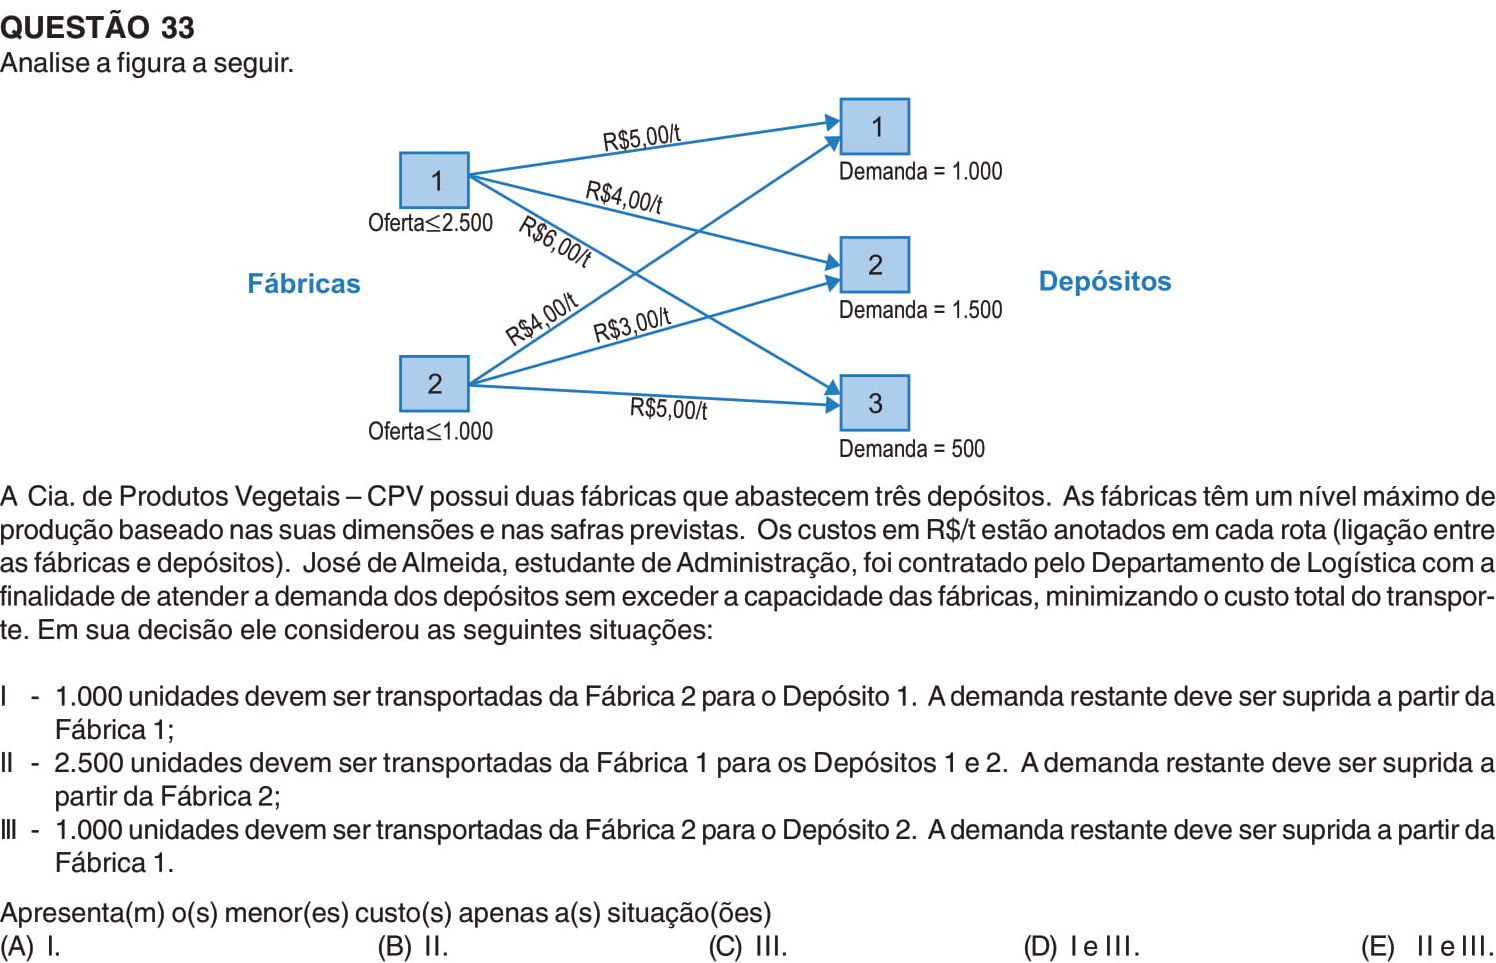 QUESTÃO 33
Analise a figura a seguir.
R$5,00/t
1
Demanda = 1.000
1
Oferta≤2.500
R$4,00/t
R$6,00/t
2
Demanda = 1.500
Fábricas
Depósitos
R$4,00/t
R$3,00/t
2
Oferta≤1.000
R$5,00/t
3
Demanda = 500
A Cia. de Produtos Vegetais – CPV possui duas fábricas que abastecem três depósitos. As fábricas têm um nível máximo de
produção baseado nas suas dimensões e nas safras previstas. Os custos em R$/t estão anotados em cada rota (ligação entre
as fábricas e depósitos). José de Almeida, estudante de Administração, foi contratado pelo Departamento de Logística com a
finalidade de atender a demanda dos depósitos sem exceder a capacidade das fábricas, minimizando o custo total do transpor-
te. Em sua decisão ele considerou as seguintes situações:
I - 1.000 unidades devem ser transportadas da Fábrica 2 para o Depósito 1. A demanda restante deve ser suprida a partir da
Fábrica 1;
II - 2.500 unidades devem ser transportadas da Fábrica 1 para os Depósitos 1 e 2. A demanda restante deve ser suprida a
partir da Fábrica 2;
III - 1.000 unidades devem ser transportadas da Fábrica 2 para o Depósito 2. A demanda restante deve ser suprida a partir da
Fábrica 1.
Apresenta(m) o(s) menor(es) custo(s) apenas a(s) situação(ões)
(A) I. (B) II. (C) III. (D) I e III. (E) II e III.